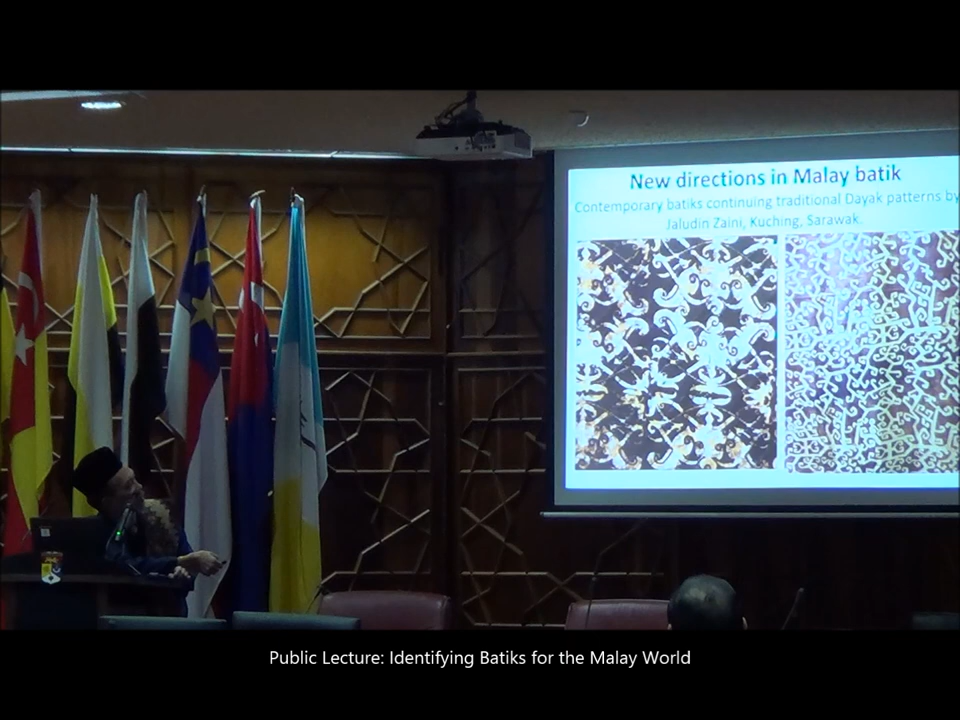 New directions in Malay batik
Contemporary batiks continuing traditional Dayak patterns by
Jaludin Zaini, Kuching, Sarawak.
Public Lecture: Identifying Batiks for the Malay World